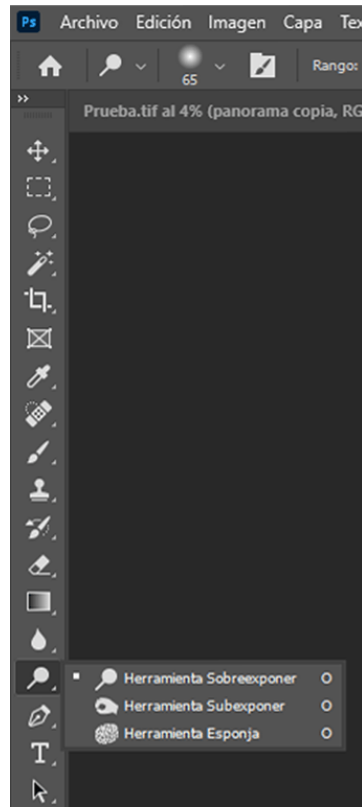 Ps Archivo Edición Imagen Capa Tex
65 Rango:
Prueba.tif al 4% (panorama copia, RG
Herramienta Sobreexponer O
Herramienta Subexponer O
Herramienta Esponja O
T